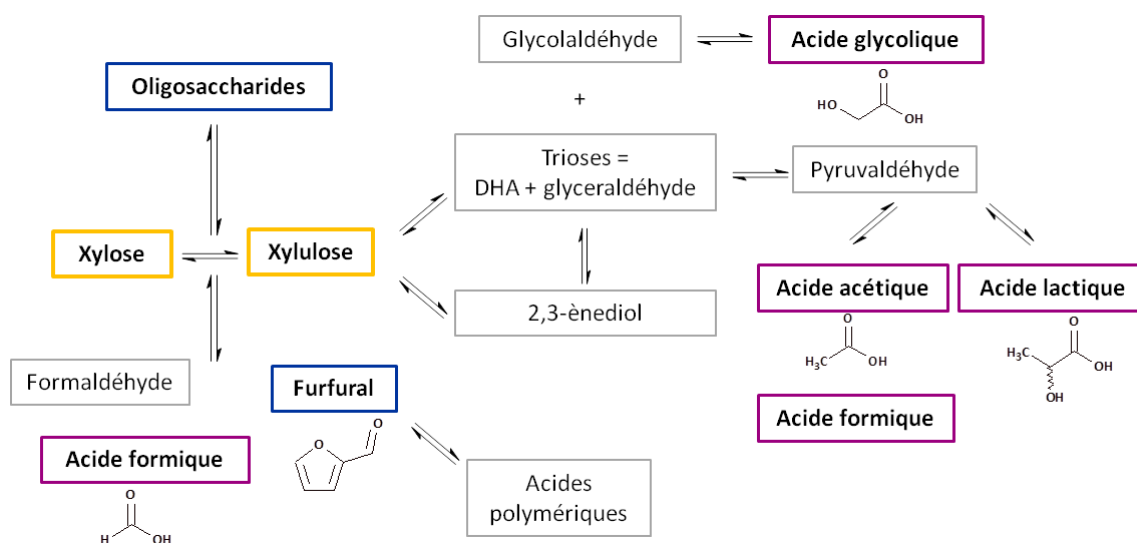 Glycolaldéhyde
Acide glycolique
O
HO
OH
+
Oligosaccharides
Trioses =
DHA + glyceraldéhyde
Pyruvaldéhyde
Xylose
Xylulose
2,3-ènediol
Acide acétique
O
H₃C
OH
Acide lactique
O
H₃C
OH
OH
Formaldéhyde
Furfural
O
O
Acide formique
Acide formique
O
H
OH
Acides
polymériques